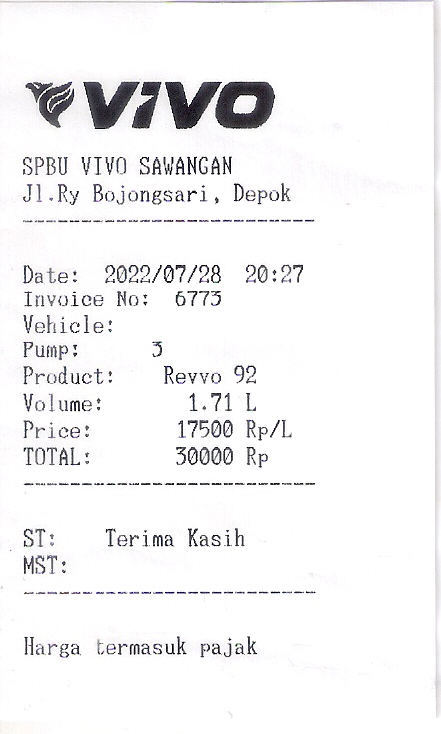 VIVO
SPBU VIVO SAWANGAN
Jl.Ry Bojongsari, Depok
--------------------------
Date: 2022/07/28 20:27
Invoice No: 6773
Vehicle:
Pump: 3
Product: Revvo 92
Volume: 1.71 L
Price: 17500 Rp/L
TOTAL: 30000 Rp
--------------------------
ST: Terima Kasih
MST:
--------------------------
Harga termasuk pajak